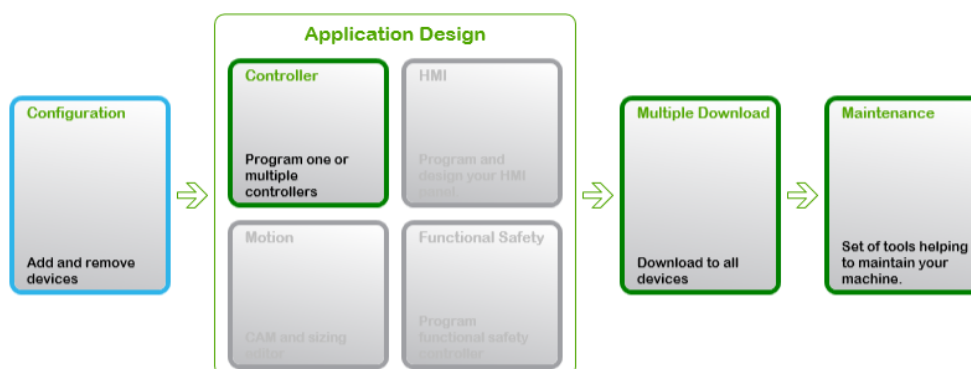 Application Design
Configuration
Add and remove
devices
Controller
Program one or
multiple
controllers
HMI
Program and
design your HMI
panel.
Motion
CAM and sizing
editor
Functional Safety
Program
functional safety
controller
Multiple Download
Download to all
devices
Maintenance
Set of tools helping
to maintain your
machine.